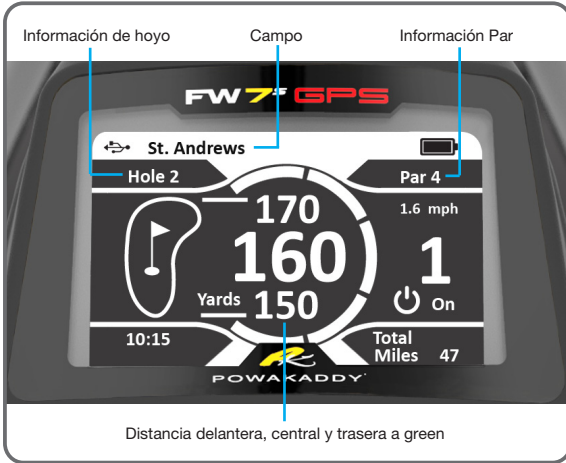 Información de hoyo
Campo
Información Par
FW7s GPS
St. Andrews
Hole 2
Par 4
170
1.6 mph
160
1
Yards 150
On
10:15
Total
Miles 47
POWAKADDY
Distancia delantera, central y trasera a green